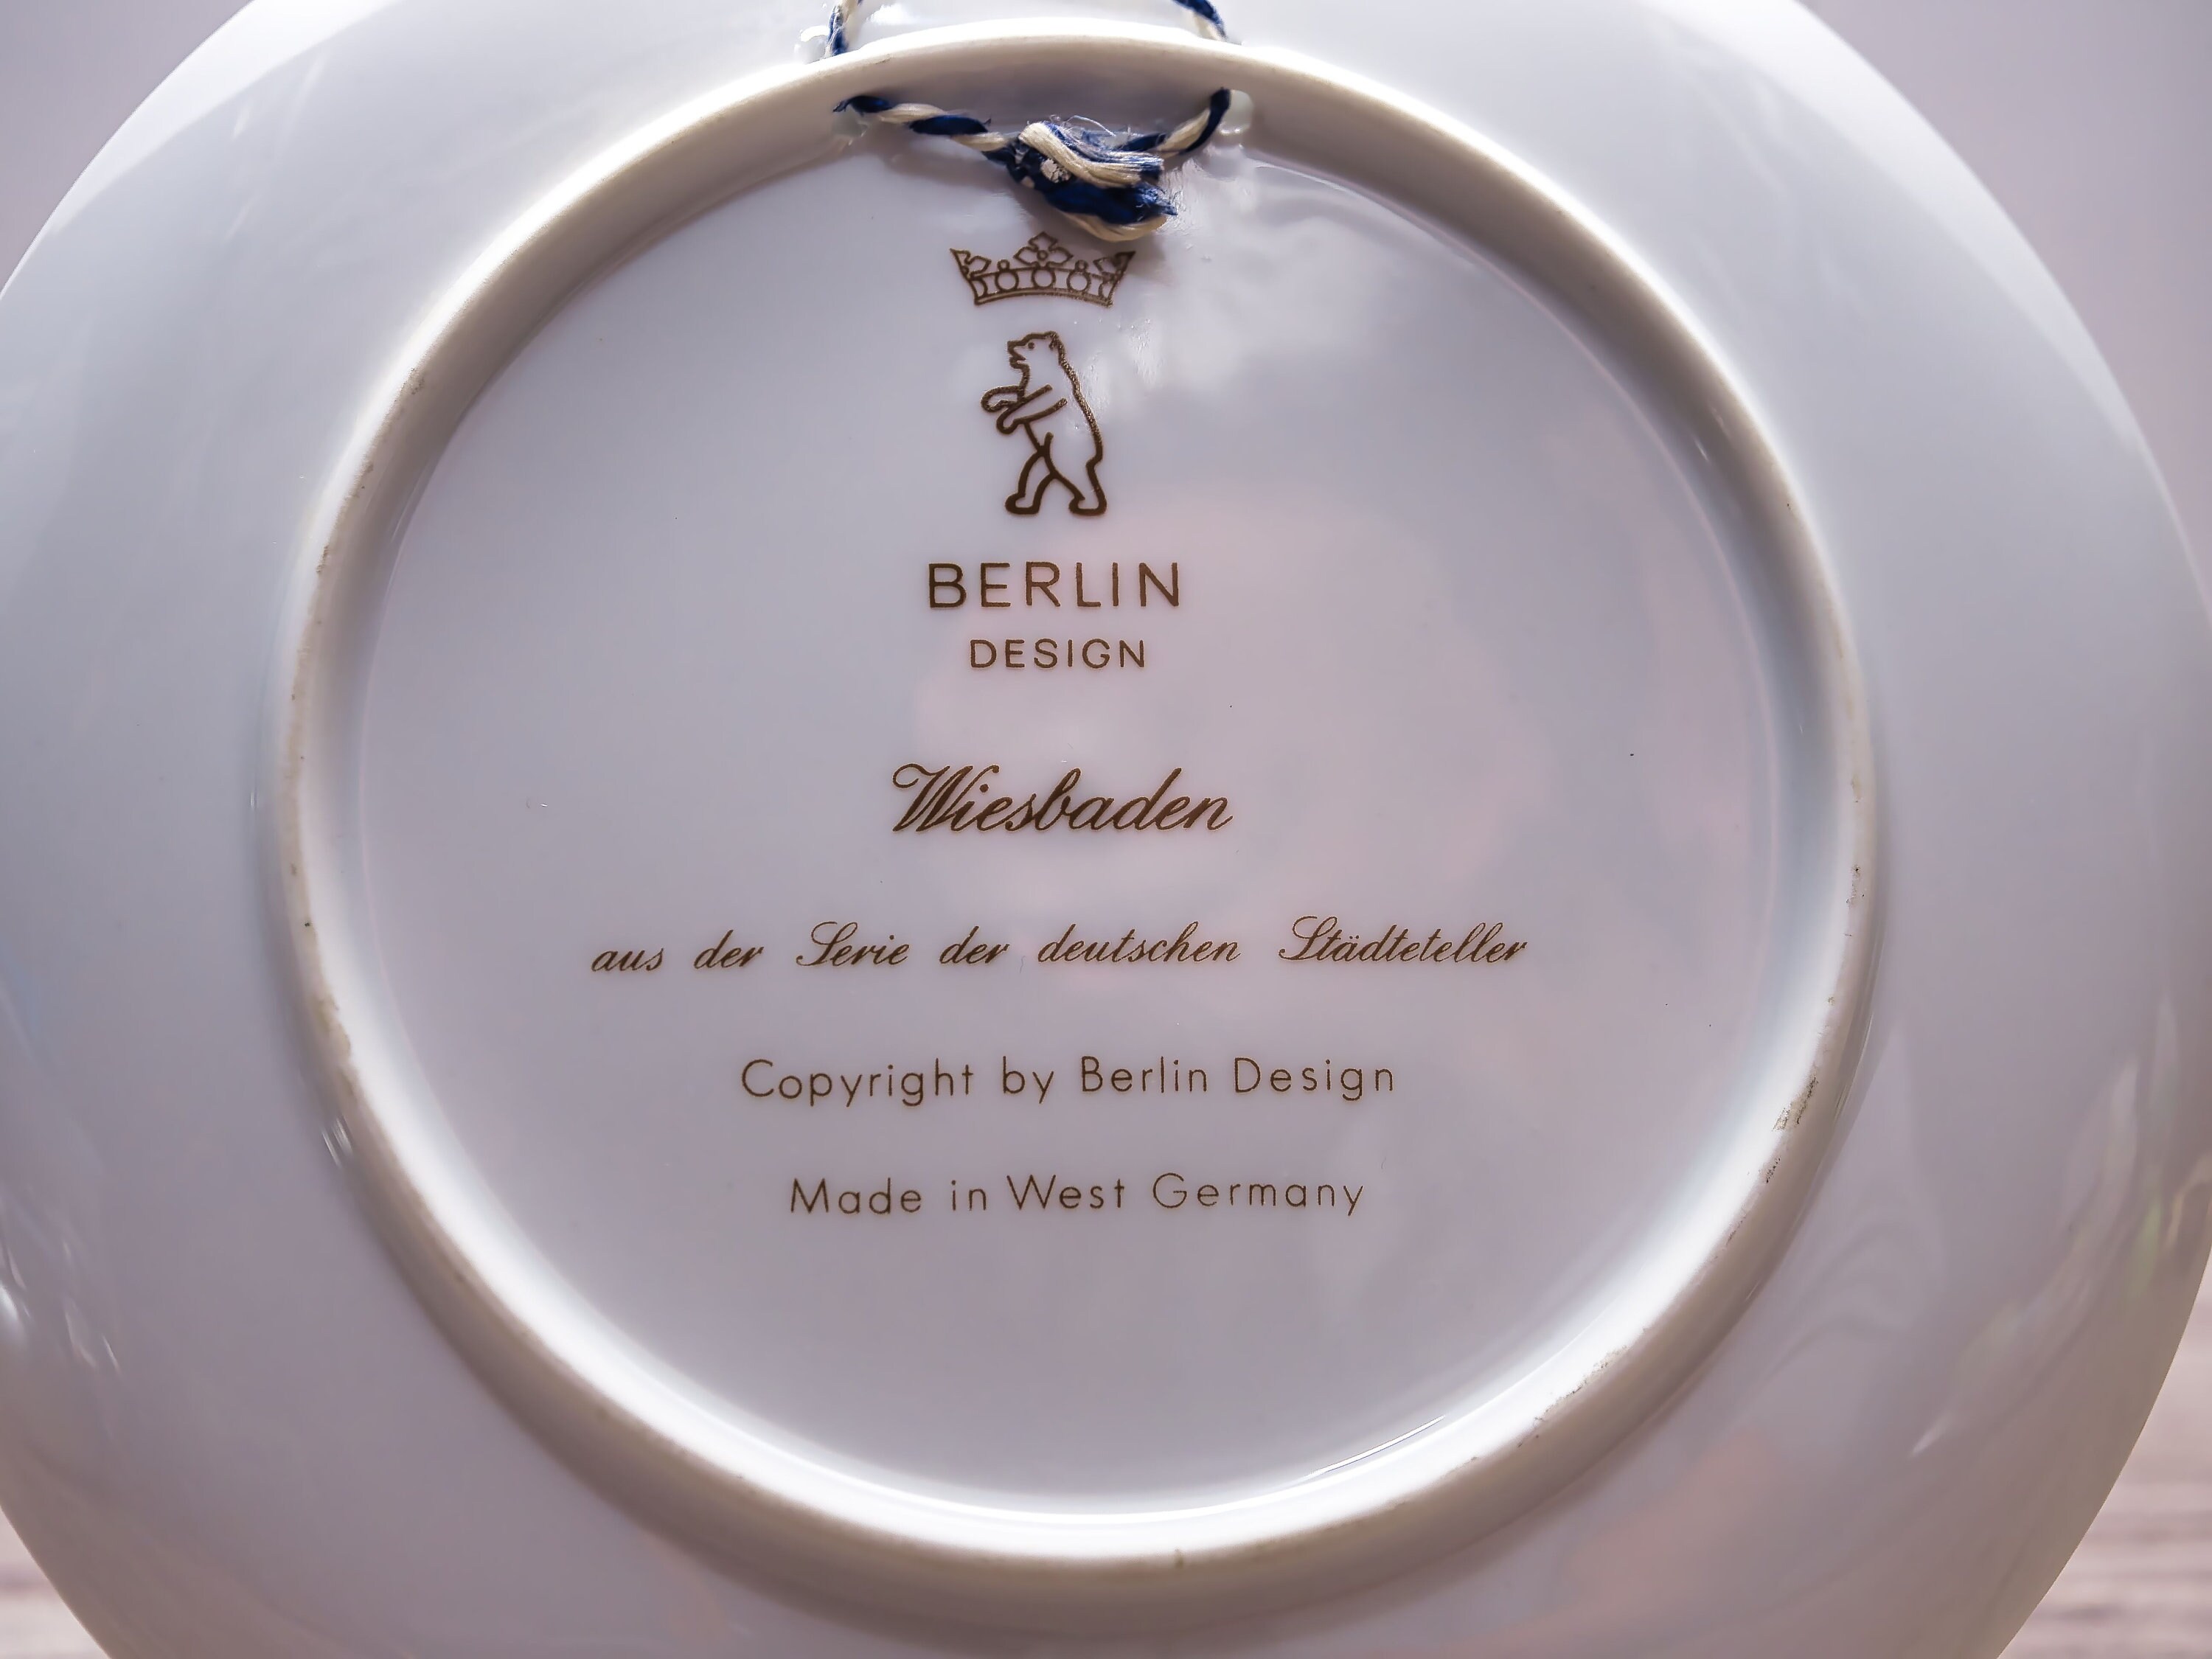 BERLIN
DESIGN
Wiesbaden
aus der Serie der deutschen Städteteller
Copyright by Berlin Design
Made in West Germany